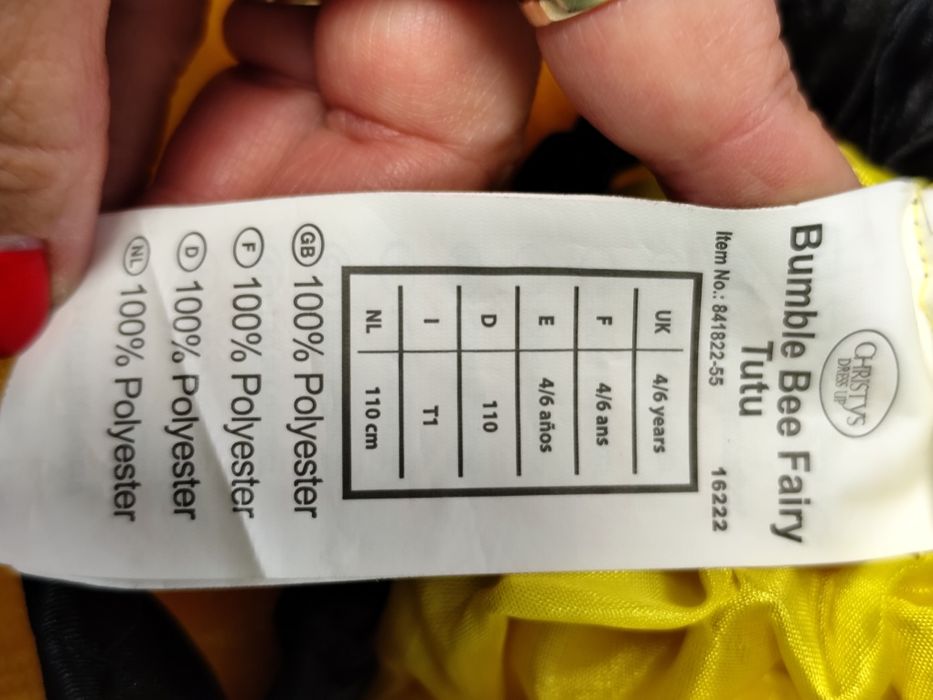 CHRISTYS
DRESS UP
Bumble Bee Fairy
Tutu
Item No.: 841822-55 16222
UK 4/6 years
F 4/6 ans
E 4/6 años
D 110
I T1
NL 110 cm
GB 100% Polyester
F 100% Polyester
D 100% Polyester
NL 100% Polyester